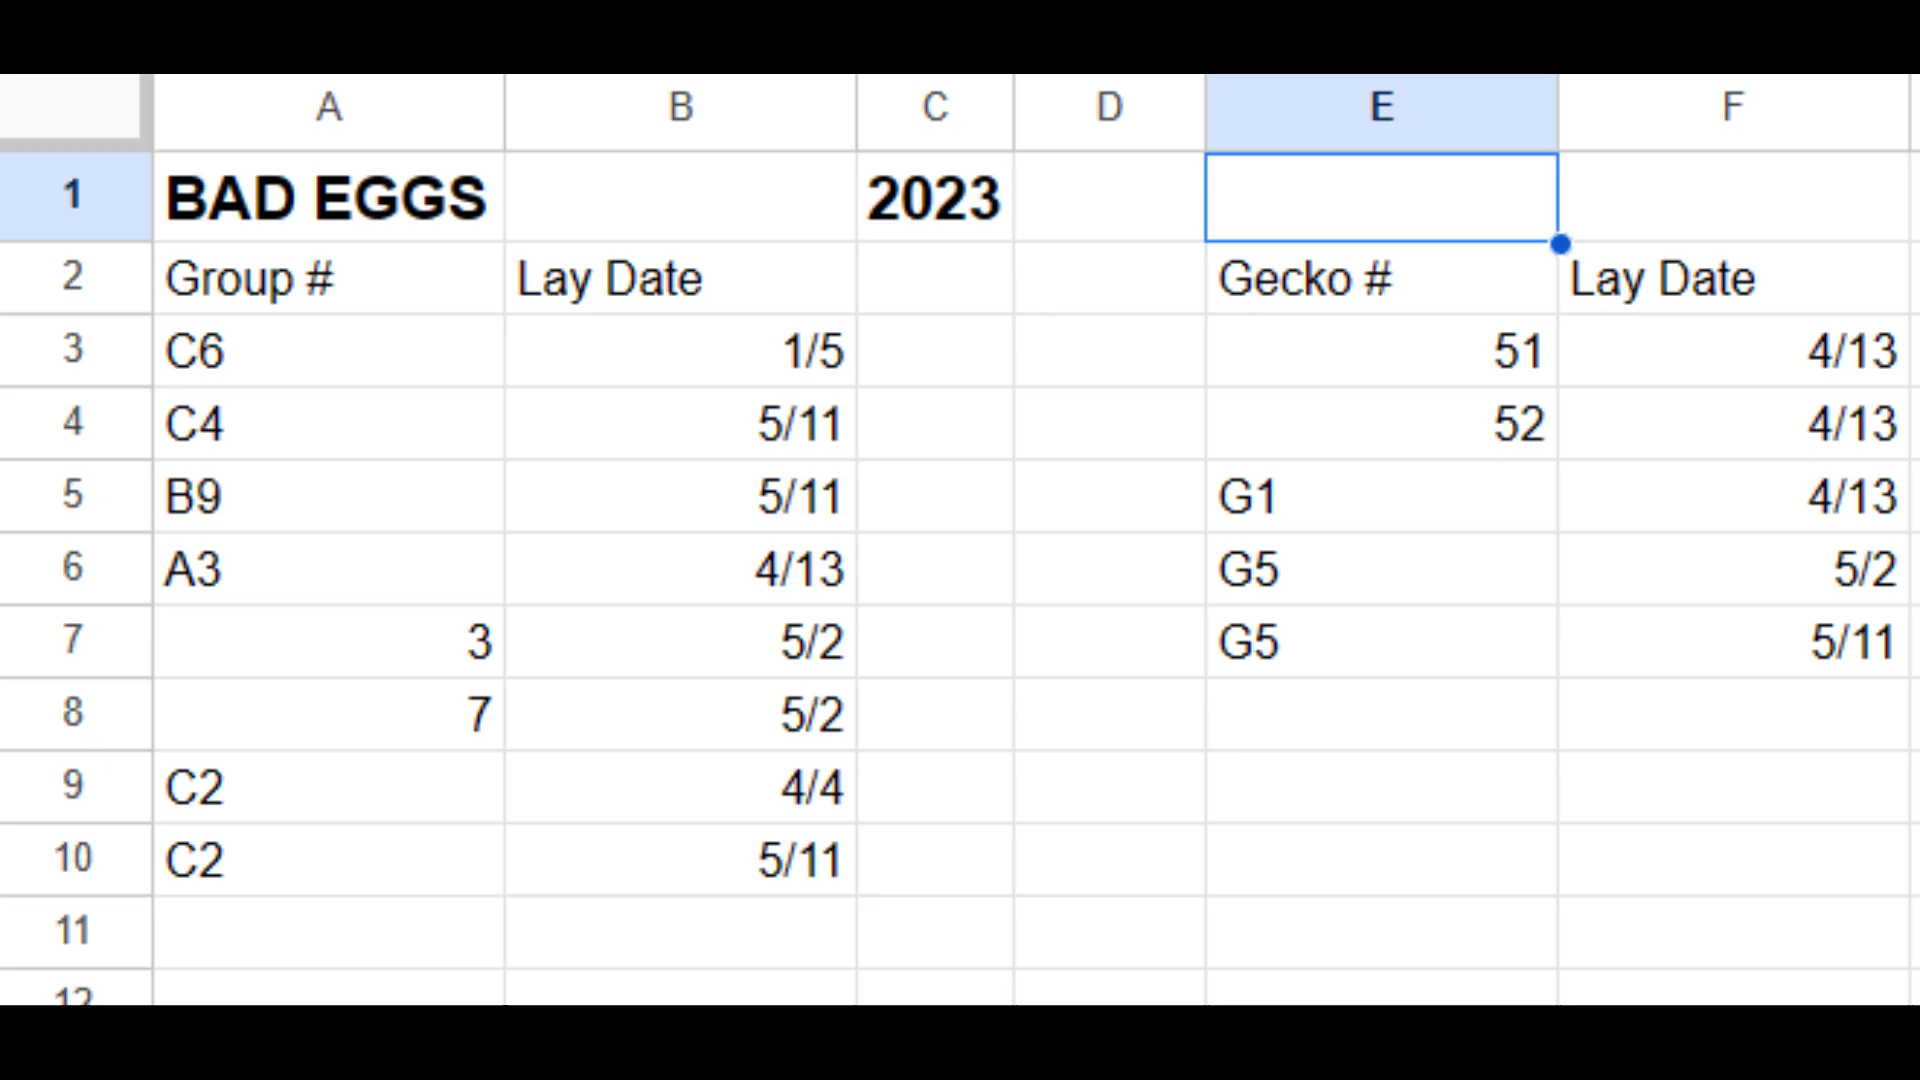 A B C D E F
1 BAD EGGS 2023
2 Group # Lay Date Gecko # Lay Date
3 C6 1/5 51 4/13
4 C4 5/11 52 4/13
5 B9 5/11 G1 4/13
6 A3 4/13 G5 5/2
7 3 5/2 G5 5/11
8 7 5/2
9 C2 4/4
10 C2 5/11
11
12